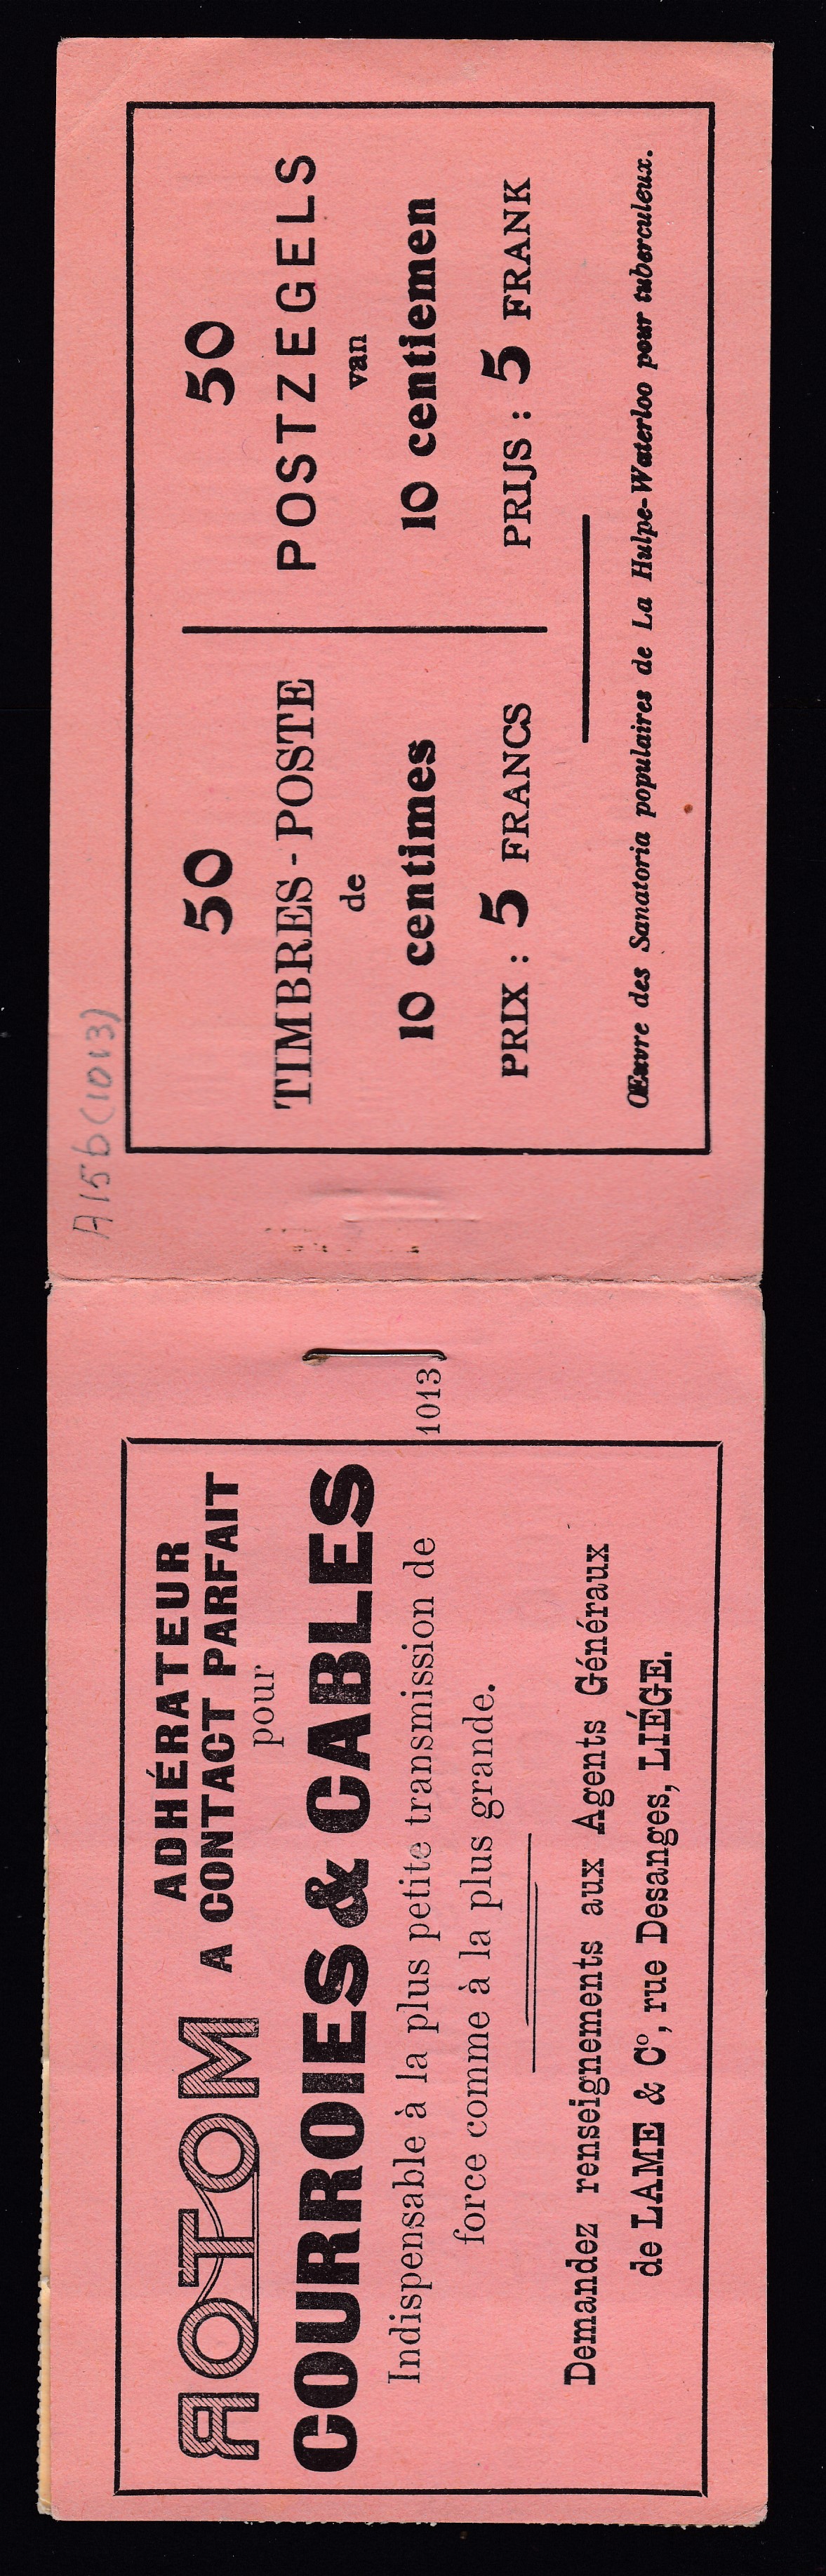 A15b(1013)
50
TIMBRES-POSTE
de
10 centimes
PRIX : 5 FRANCS
50
POSTZEGELS
van
10 centiemen
PRIJS : 5 FRANK
Œuvre des Sanatoria populaires de La Hulpe-Waterloo pour tuberculeux.
ROTOM
ADHÉRATEUR
A CONTACT PARFAIT
pour
COURROIES & CABLES
Indispensable à la plus petite transmission de
force comme à la plus grande.
Demandez renseignements aux Agents Généraux
de LAME & Cº, rue Desanges, LIÉGE.
1013